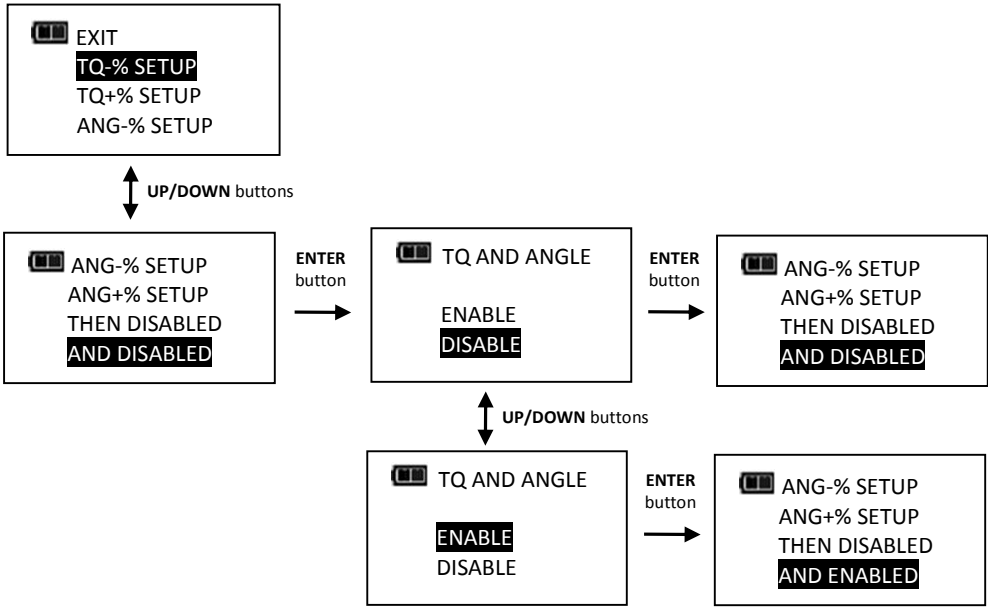 EXIT
TQ-% SETUP
TQ+% SETUP
ANG-% SETUP
UP/DOWN buttons
ANG-% SETUP
ANG+% SETUP
THEN DISABLED
AND DISABLED
ENTER
button
TQ AND ANGLE
ENABLE
DISABLE
ENTER
button
ANG-% SETUP
ANG+% SETUP
THEN DISABLED
AND DISABLED
UP/DOWN buttons
TQ AND ANGLE
ENABLE
DISABLE
ENTER
button
ANG-% SETUP
ANG+% SETUP
THEN DISABLED
AND ENABLED